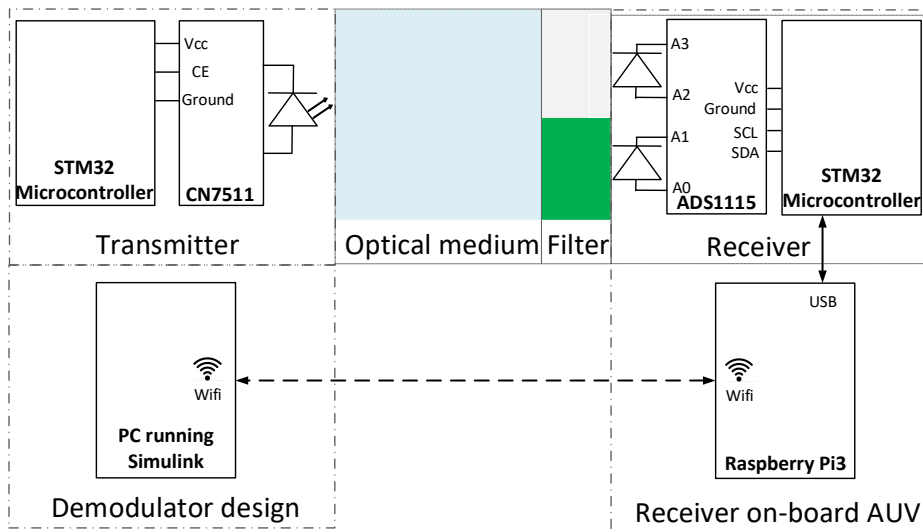 Vcc
CE
Ground
STM32
Microcontroller
CN7511
Transmitter
Optical medium
Filter
A3
A2
A1
A0
Vcc
Ground
SCL
SDA
ADS1115
STM32
Microcontroller
Receiver
Wifi
PC running
Simulink
Demodulator design
USB
Wifi
Raspberry Pi3
Receiver on-board AUV